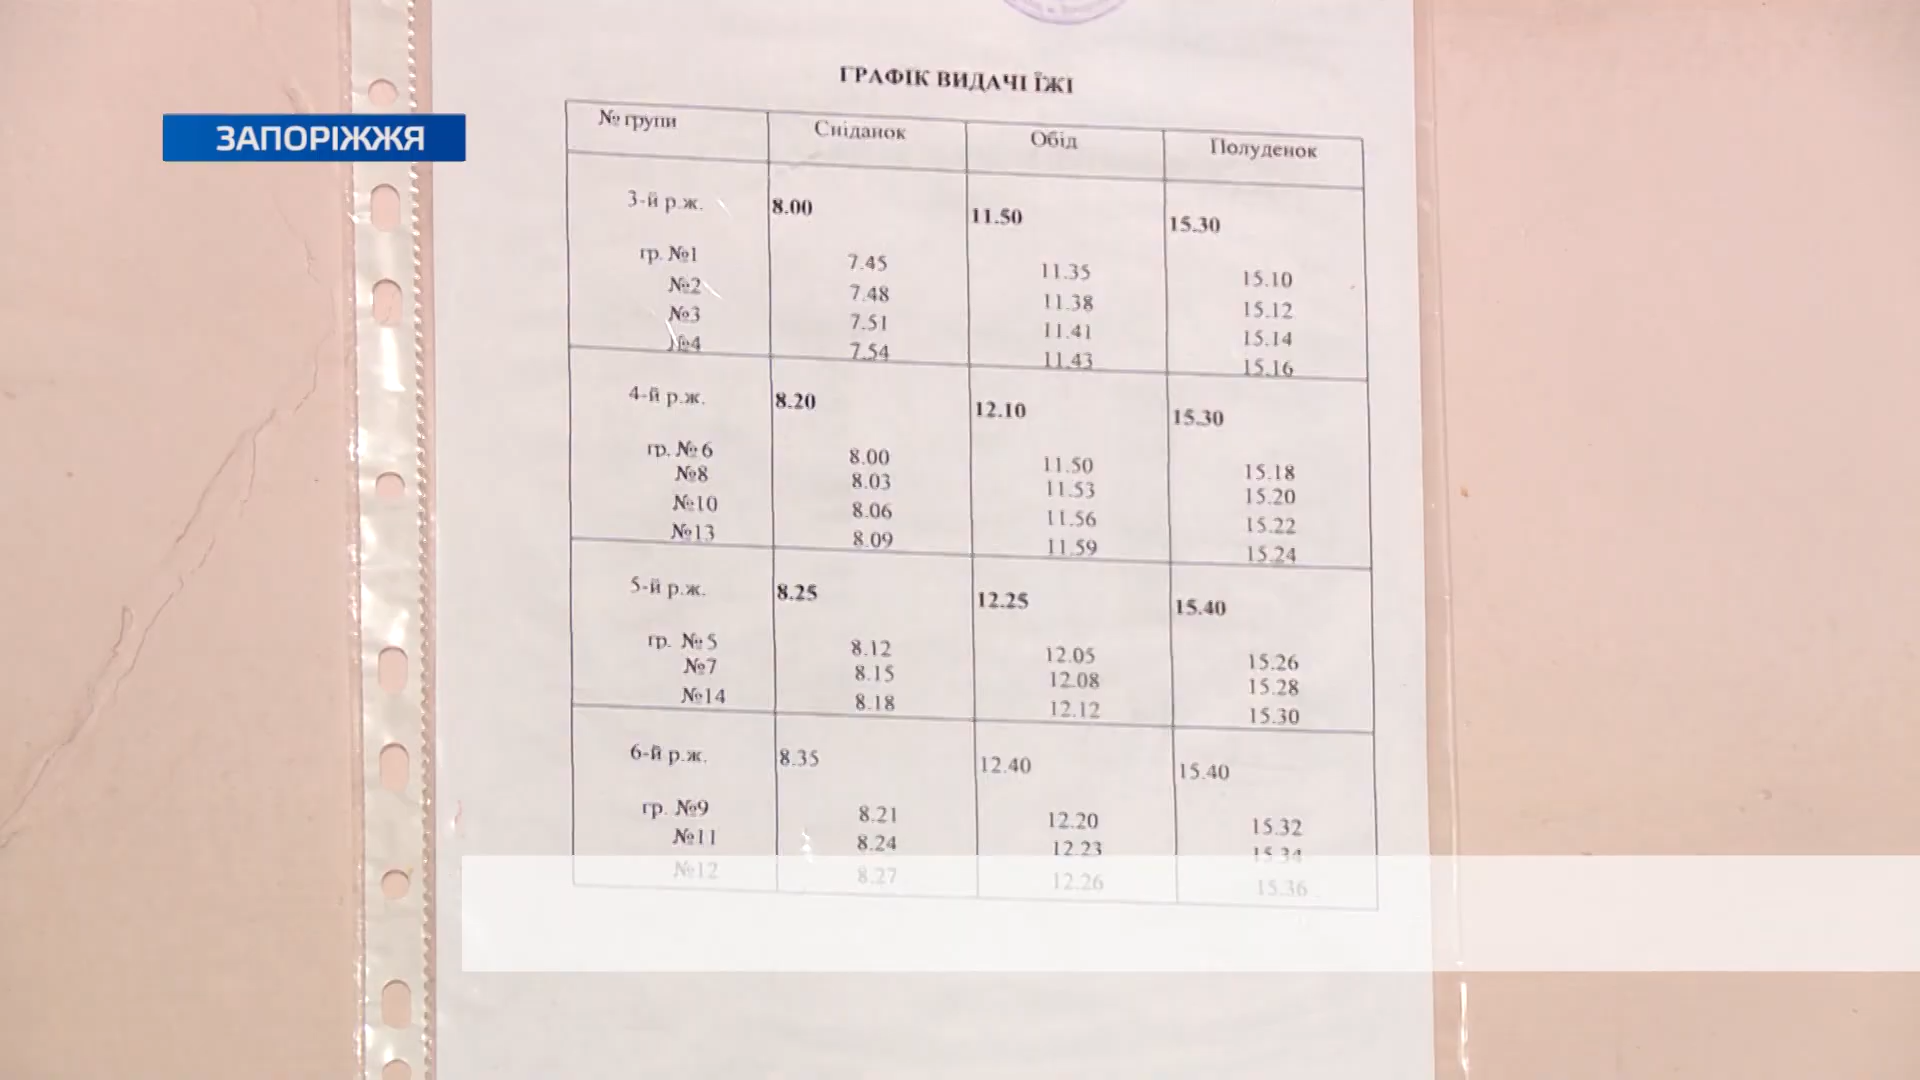 ЗАПОРІЖЖЯ
ГРАФІК ВИДАЧІ ЇЖІ
№ групи Сніданок Обід Полуденок
3-й р.ж. 8.00 11.50 15.30
гр. №1 7.45 11.35 15.10
№2 7.48 11.38 15.12
№3 7.51 11.41 15.14
№4 7.54 11.43 15.16
4-й р.ж. 8.20 12.10 15.30
гр. № 6 8.00 11.50 15.18
№8 8.03 11.53 15.20
№10 8.06 11.56 15.22
№13 8.09 11.59 15.24
5-й р.ж. 8.25 12.25 15.40
гр. № 5 8.12 12.05 15.26
№7 8.15 12.08 15.28
№14 8.18 12.12 15.30
6-й р.ж. 8.35 12.40 15.40
гр. №9 8.21 12.20 15.32
№11 8.24 12.23 15.34
№12 8.27 12.26 15.36